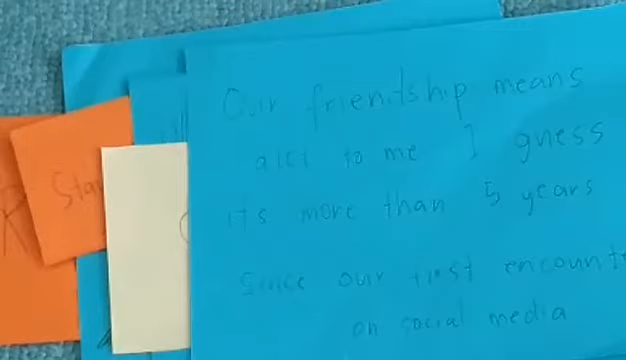 Our friendship means
alot to me I guess
its more than 5 years
since our first encount
on social media
R
Sta